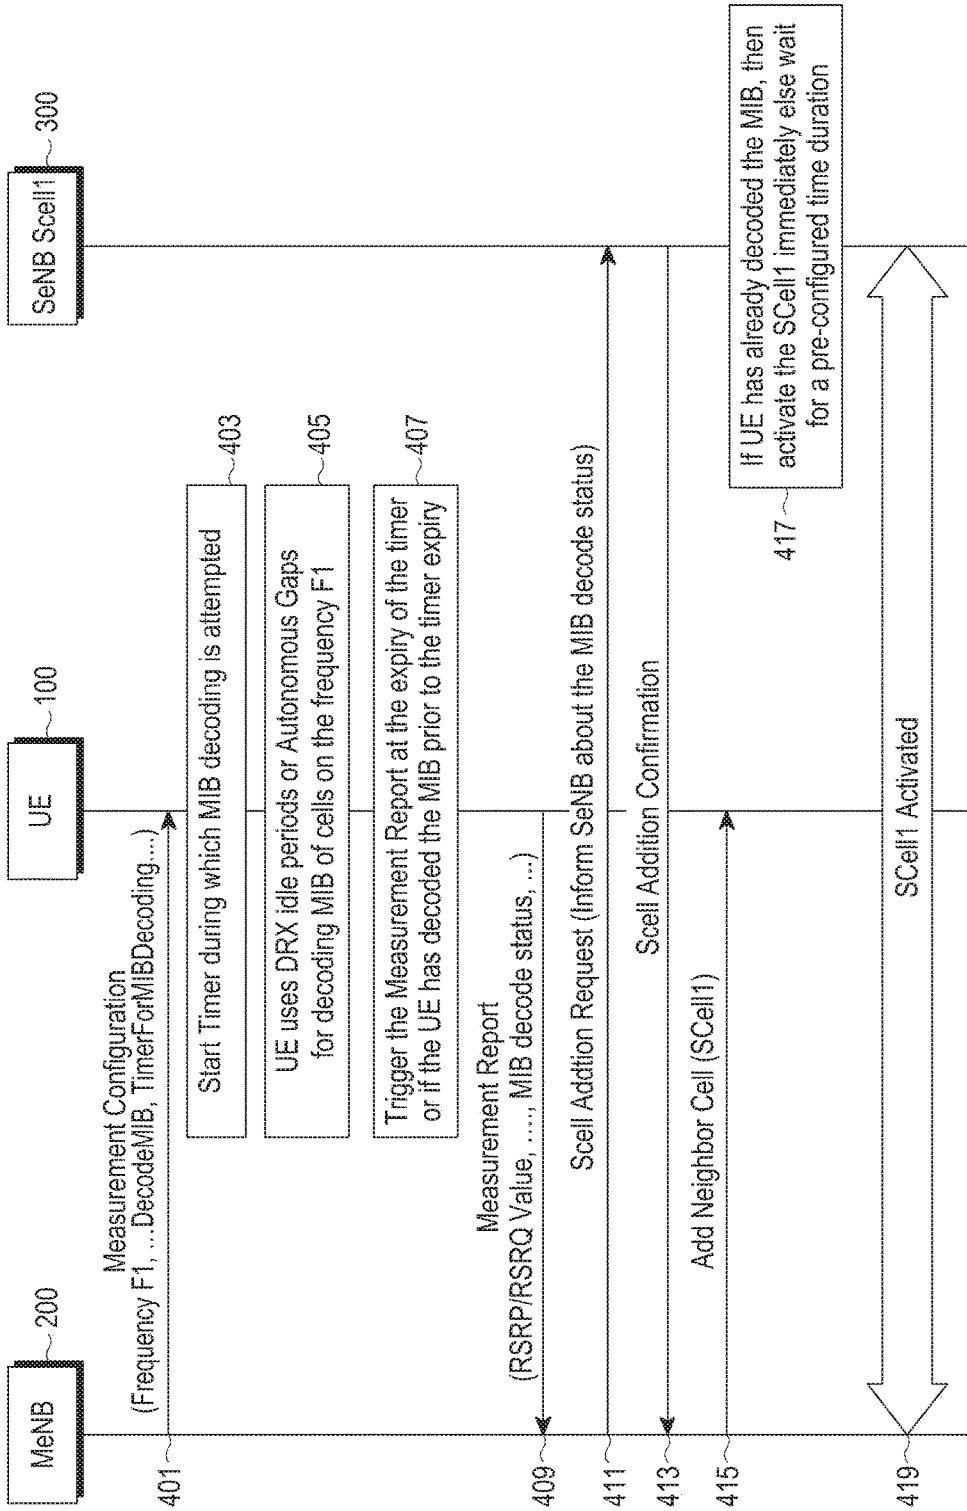 MeNB
200
UE
100
SeNB Scell1
300
401
Measurement Configuration
(Frequency F1, ...DecodeMIB, TimerForMIBDecoding....)
Start Timer during which MIB decoding is attempted
403
UE uses DRX idle periods or Autonomous Gaps
for decoding MIB of cells on the frequency F1
405
Trigger the Measurement Report at the expiry of the timer
or if the UE has decoded the MIB prior to the timer expiry
407
409
Measurement Report
(RSRP/RSRQ Value, ....., MIB decode status, ...)
411
Scell Addtion Request (Inform SeNB about the MIB decode status)
413
Scell Addition Confirmation
415
Add Neighbor Cell (SCell1)
417
If UE has already decoded the MIB, then
activate the SCell1 immediately else wait
for a pre-configured time duration
419
SCell1 Activated